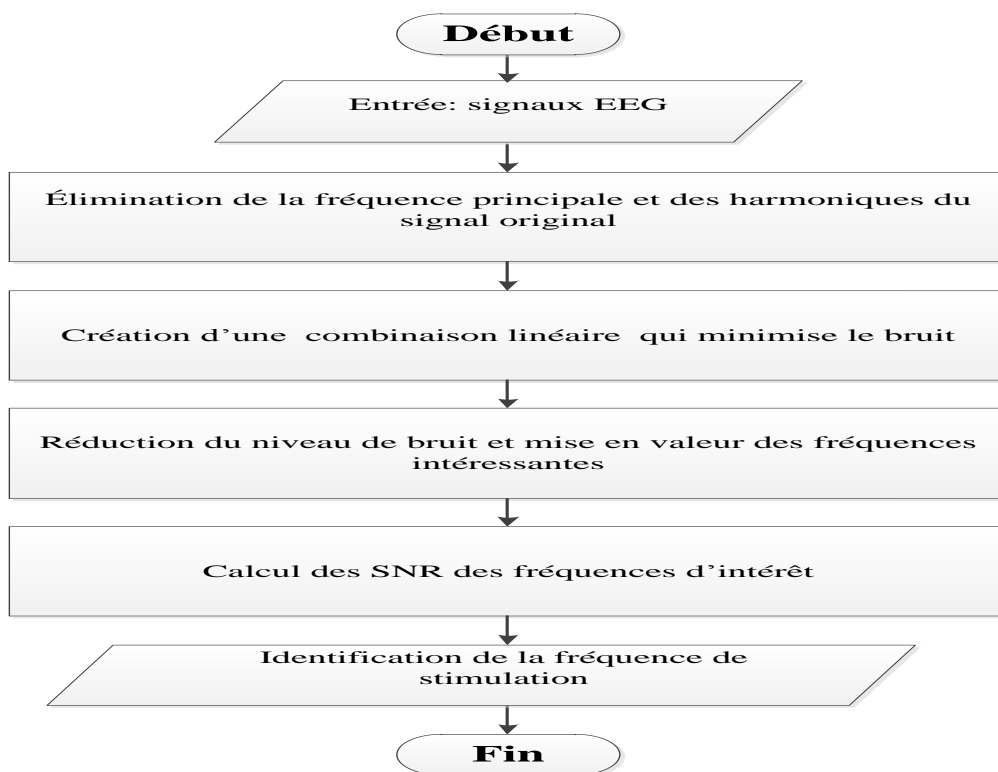 Début
Entrée: signaux EEG
Élimination de la fréquence principale et des harmoniques du
signal original
Création d’une combinaison linéaire qui minimise le bruit
Réduction du niveau de bruit et mise en valeur des fréquences
intéressantes
Calcul des SNR des fréquences d’intérêt
Identification de la fréquence de
stimulation
Fin